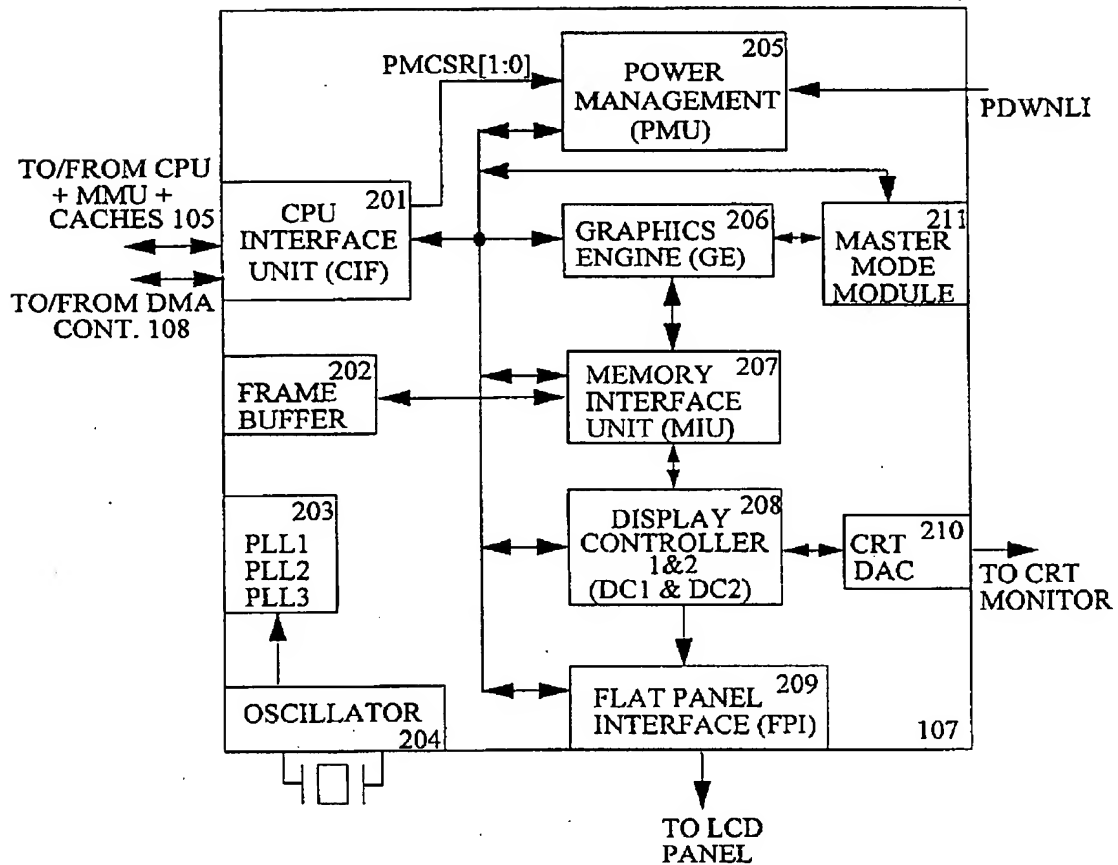 205
POWER
MANAGEMENT
(PMU)
PMCSR[1:0]
PDWNLI
TO/FROM CPU
+ MMU +
CACHES 105
201
CPU
INTERFACE
UNIT (CIF)
206
GRAPHICS
ENGINE (GE)
211
MASTER
MODE
MODULE
TO/FROM DMA
CONT. 108
202
FRAME
BUFFER
207
MEMORY
INTERFACE
UNIT (MIU)
203
PLL1
PLL2
PLL3
208
DISPLAY
CONTROLLER
1&2
(DC1 & DC2)
210
CRT
DAC
TO CRT
MONITOR
OSCILLATOR
204
209
FLAT PANEL
INTERFACE (FPI)
107
TO LCD
PANEL